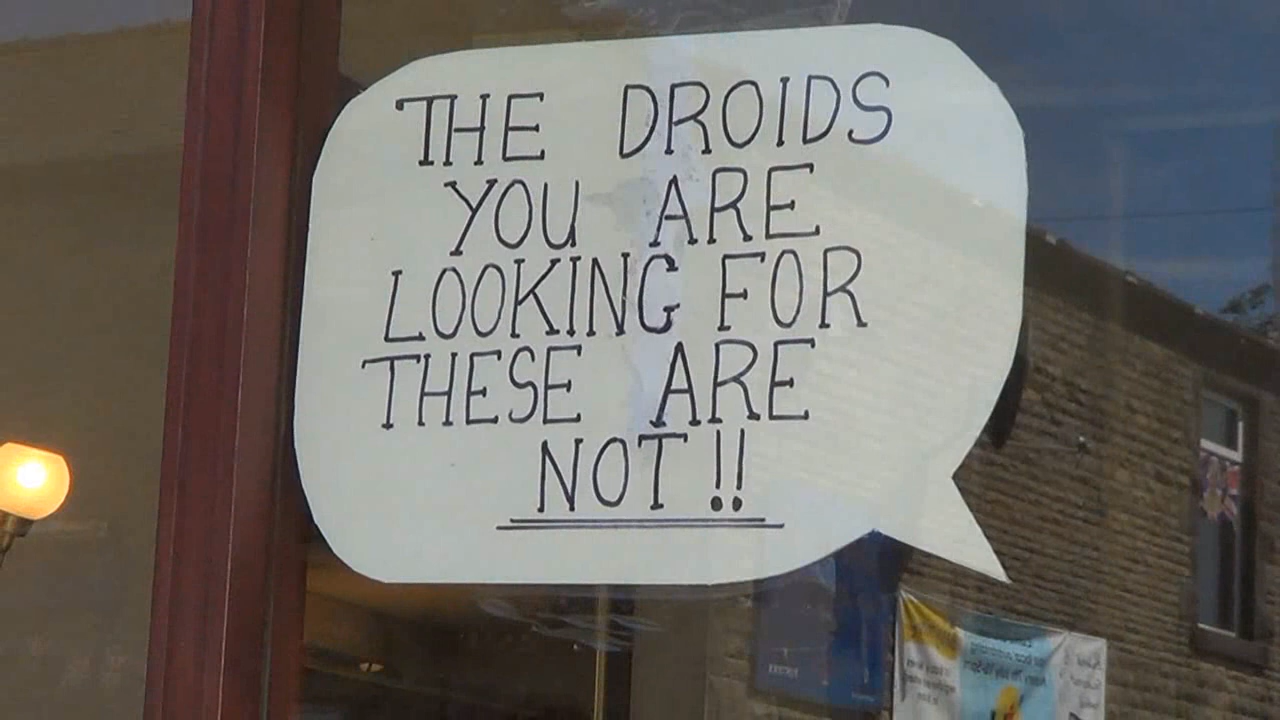 THE DROIDS
YOU ARE
LOOKING FOR
THESE ARE
NOT!!